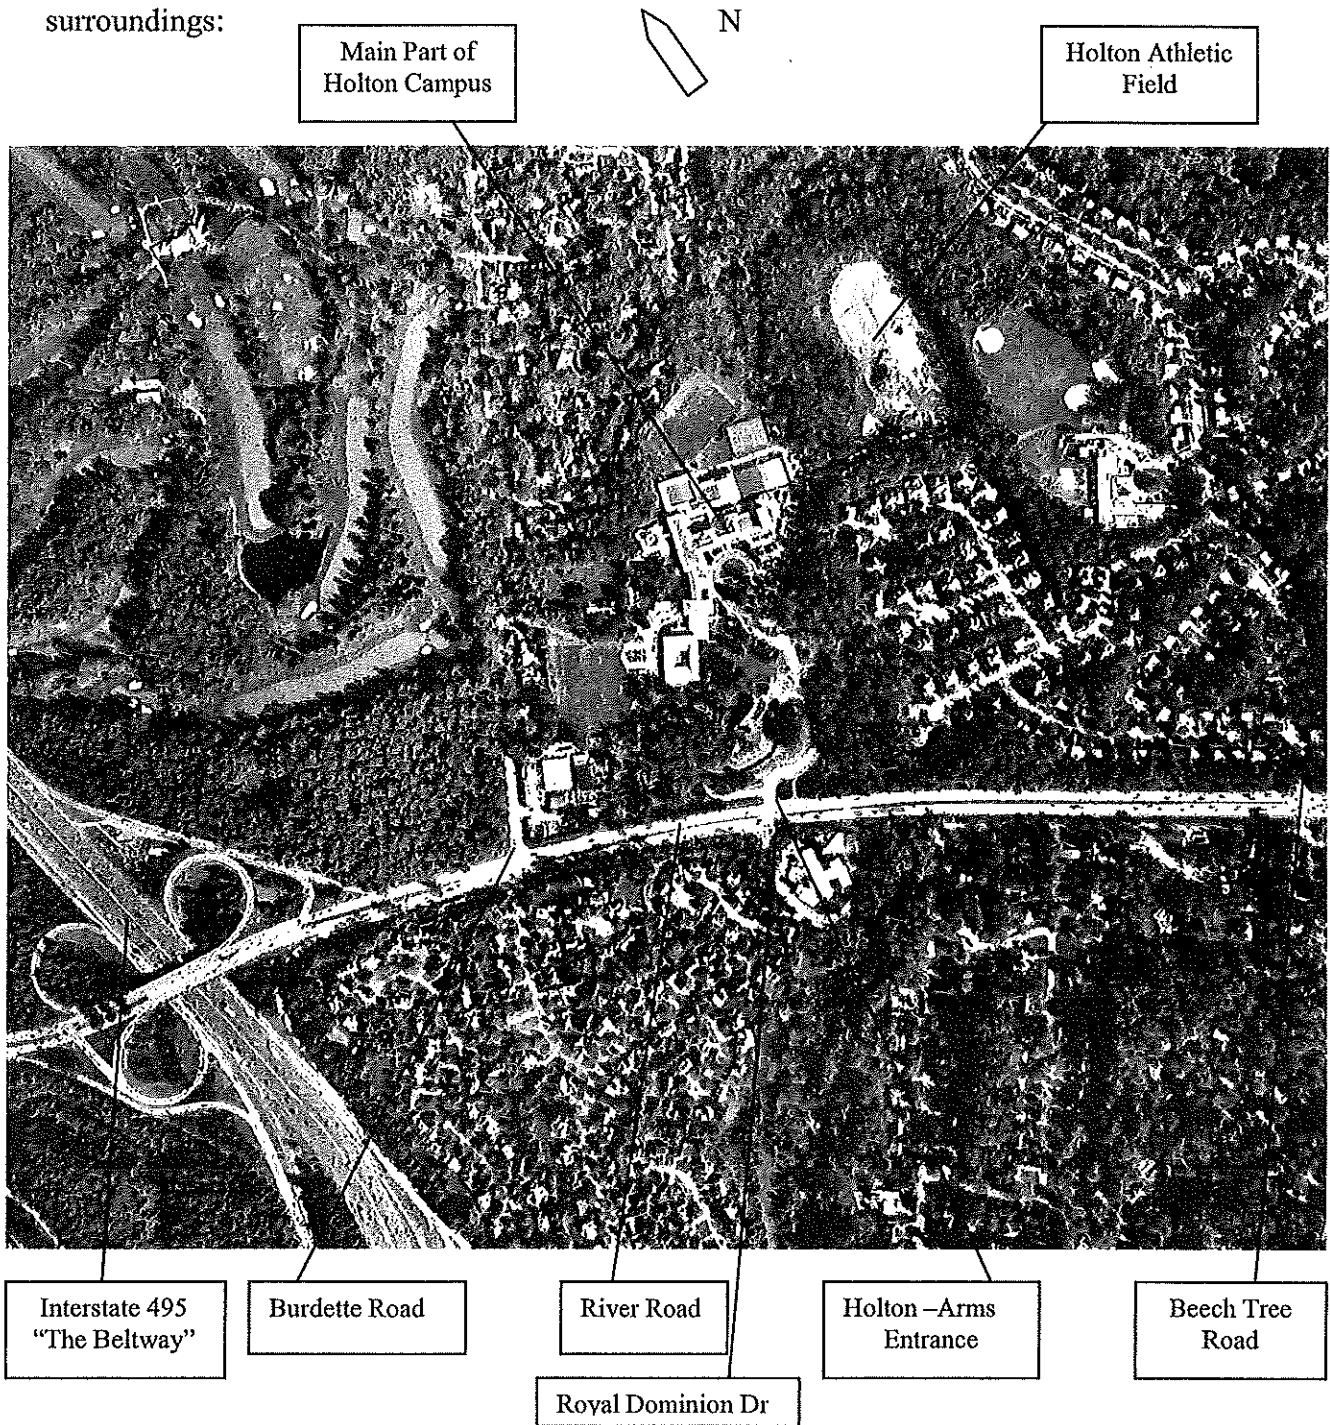 surroundings:
N
Main Part of
Holton Campus
Holton Athletic
Field
Interstate 495
"The Beltway"
Burdette Road
River Road
Holton –Arms
Entrance
Beech Tree
Road
Royal Dominion Dr